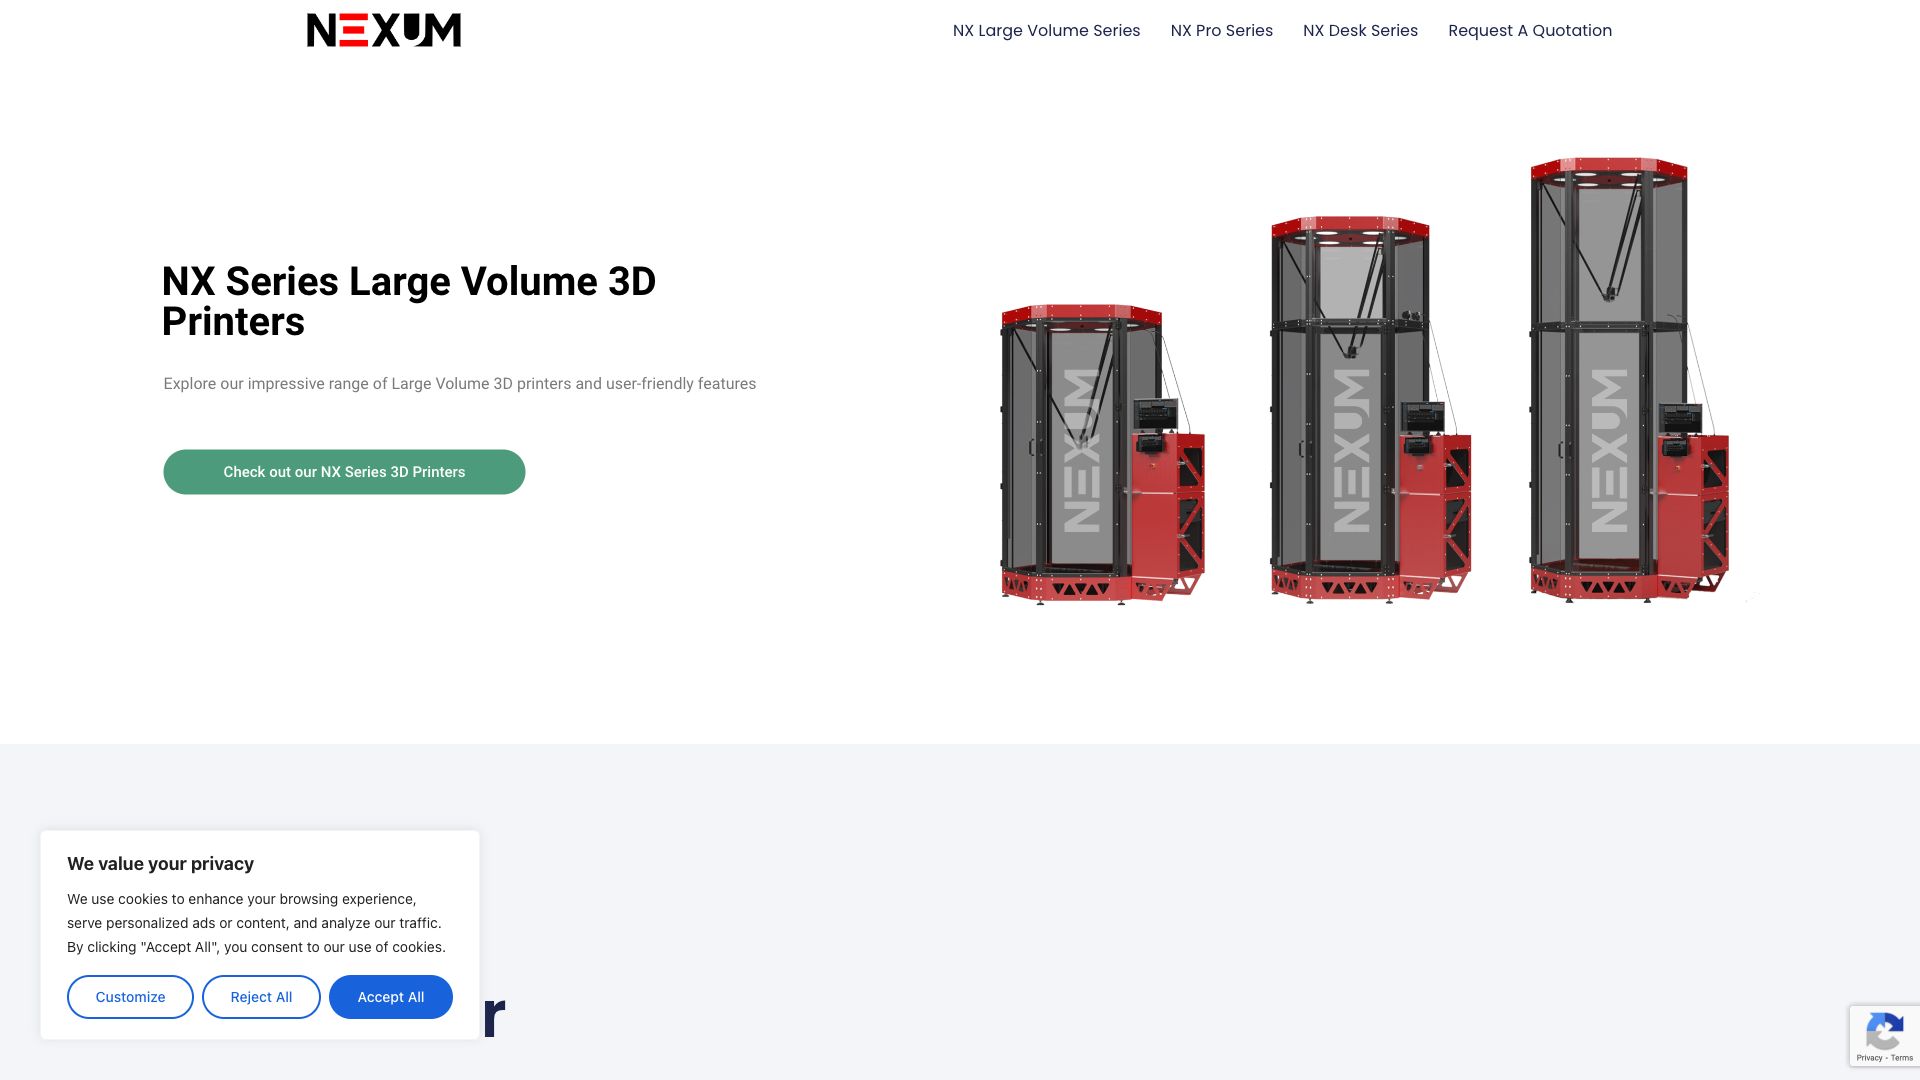 NEXUM
NX Large Volume Series
NX Pro Series
NX Desk Series
Request A Quotation
NX Series Large Volume 3D
Printers
Explore our impressive range of Large Volume 3D printers and user-friendly features
Check out our NX Series 3D Printers
NEXUM
NEXUM
NEXUM
We value your privacy
We use cookies to enhance your browsing experience,
serve personalized ads or content, and analyze our traffic.
By clicking "Accept All", you consent to our use of cookies.
Customize
Reject All
Accept All
r
Privacy - Terms